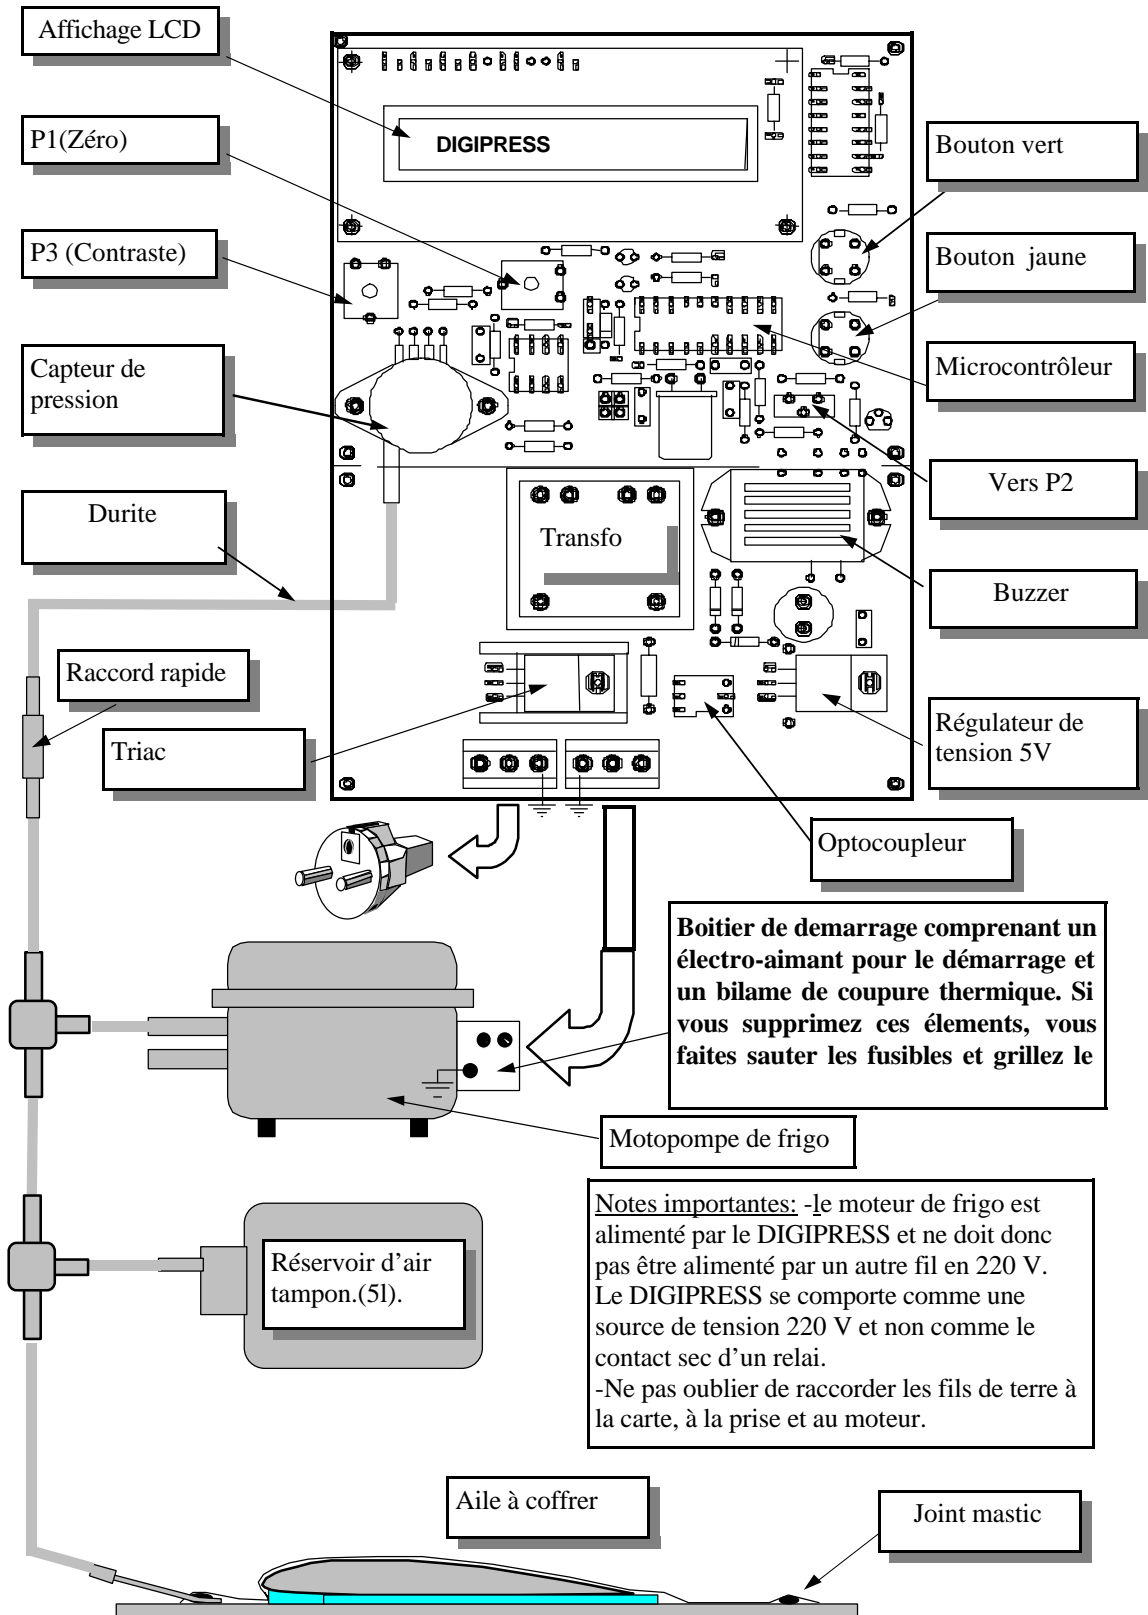 Affichage LCD
P1(Zéro)
P3 (Contraste)
Capteur de
pression
Durite
Raccord rapide
Triac
DIGIPRESS
Transfo
Bouton vert
Bouton jaune
Microcontrôleur
Vers P2
Buzzer
Régulateur de
tension 5V
Optocoupleur
Boitier de demarrage comprenant un
électro-aimant pour le démarrage et
un bilame de coupure thermique. Si
vous supprimez ces élements, vous
faites sauter les fusibles et grillez le
Motopompe de frigo
Réservoir d'air
tampon.(5l).
Notes importantes: -le moteur de frigo est
alimenté par le DIGIPRESS et ne doit donc
pas être alimenté par un autre fil en 220 V.
Le DIGIPRESS se comporte comme une
source de tension 220 V et non comme le
contact sec d'un relai.
-Ne pas oublier de raccorder les fils de terre à
la carte, à la prise et au moteur.
Aile à coffrer
Joint mastic